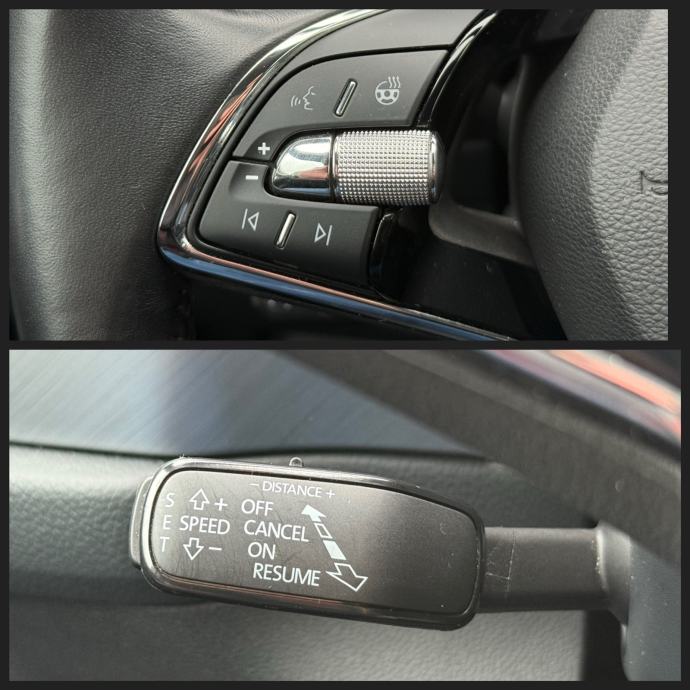 +
−
− DISTANCE +
S
E
T
+
SPEED
−
OFF
CANCEL
ON
RESUME